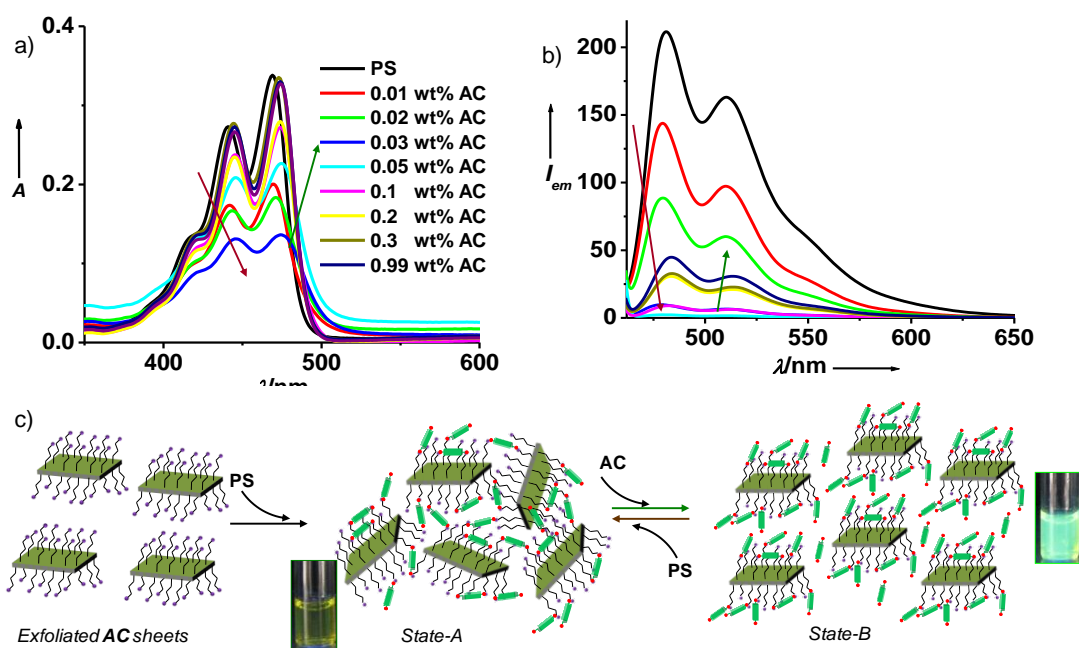 a)
0.4
0.2
0.0
A
400
500
600
λ/nm
PS
0.01 wt% AC
0.02 wt% AC
0.03 wt% AC
0.05 wt% AC
0.1 wt% AC
0.2 wt% AC
0.3 wt% AC
0.99 wt% AC
b)
200
150
100
50
0
Iem
500
550
600
650
λ/nm
c)
PS
AC
PS
Exfoliated AC sheets
State-A
State-B